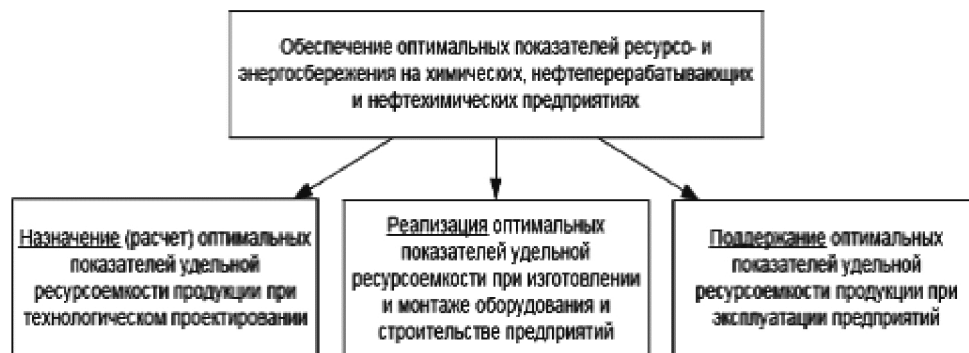 Обеспечение оптимальных показателей ресурсо- и
энергосбережения на химических, нефтеперерабатывающих
и нефтехимических предприятиях
Назначение (расчет) оптимальных
показателей удельной
ресурсоемкости продукции при
технологическом проектировании
Реализация оптимальных
показателей удельной
ресурсоемкости при изготовлении
и монтаже оборудования и
строительстве предприятий
Поддержание оптимальных
показателей удельной
ресурсоемкости продукции при
эксплуатации предприятий